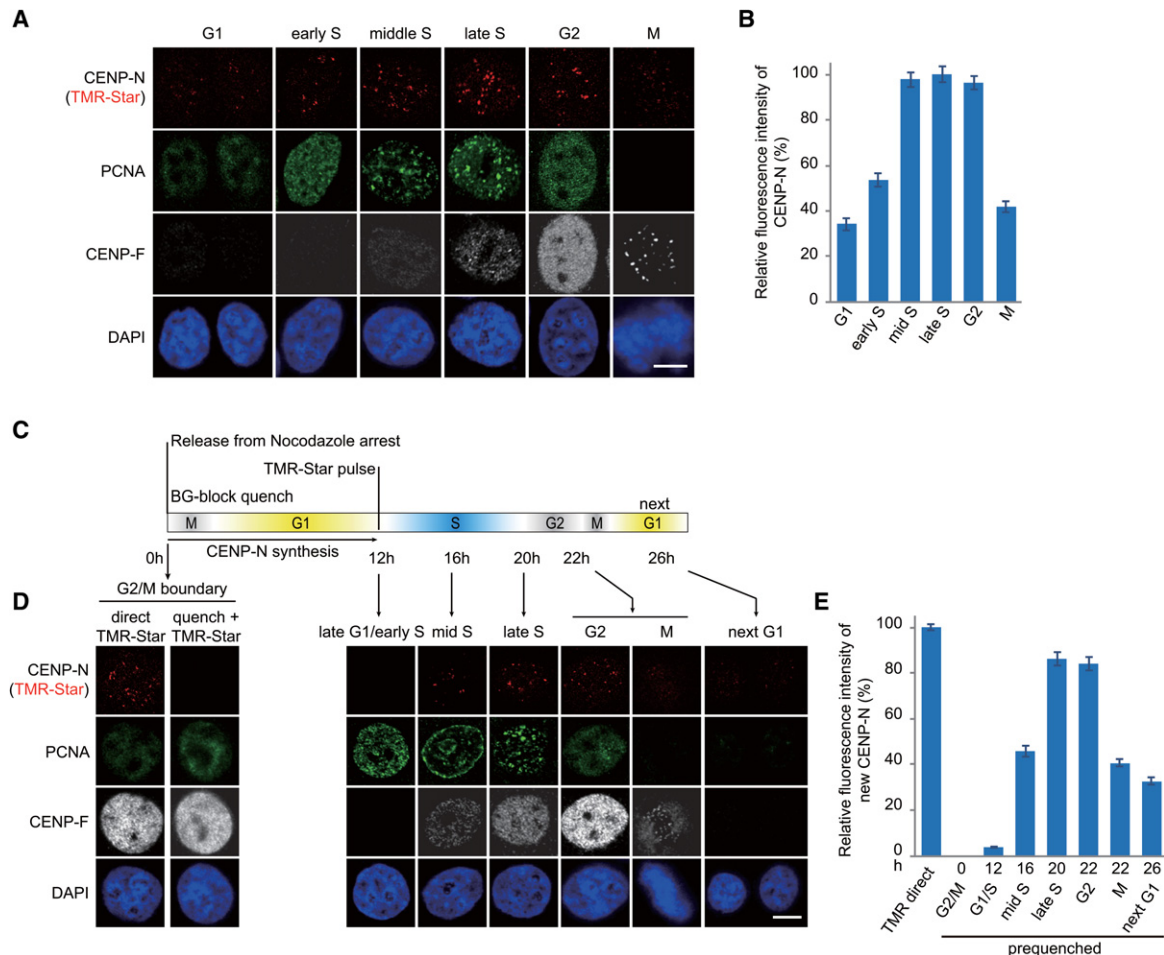 A
G1 early S middle S late S G2 M
CENP-N
(TMR-Star)
PCNA
CENP-F
DAPI
B
Relative fluorescence intensity of
CENP-N (%)
100
80
60
40
20
0
G1 early S mid S late S G2 M
C
Release from Nocodazole arrest
TMR-Star pulse
BG-block quench
next
M G1 S G2 M G1
CENP-N synthesis
0h 12h 16h 20h 22h 26h
D
G2/M boundary
direct
TMR-Star
quench +
TMR-Star
late G1/early S mid S late S G2 M next G1
CENP-N
(TMR-Star)
PCNA
CENP-F
DAPI
E
Relative fluorescence intensity of
new CENP-N (%)
100
80
60
40
20
0
h 0 12 16 20 22 22 26
TMR direct G2/M G1/S mid S late S G2 M next G1
prequenched